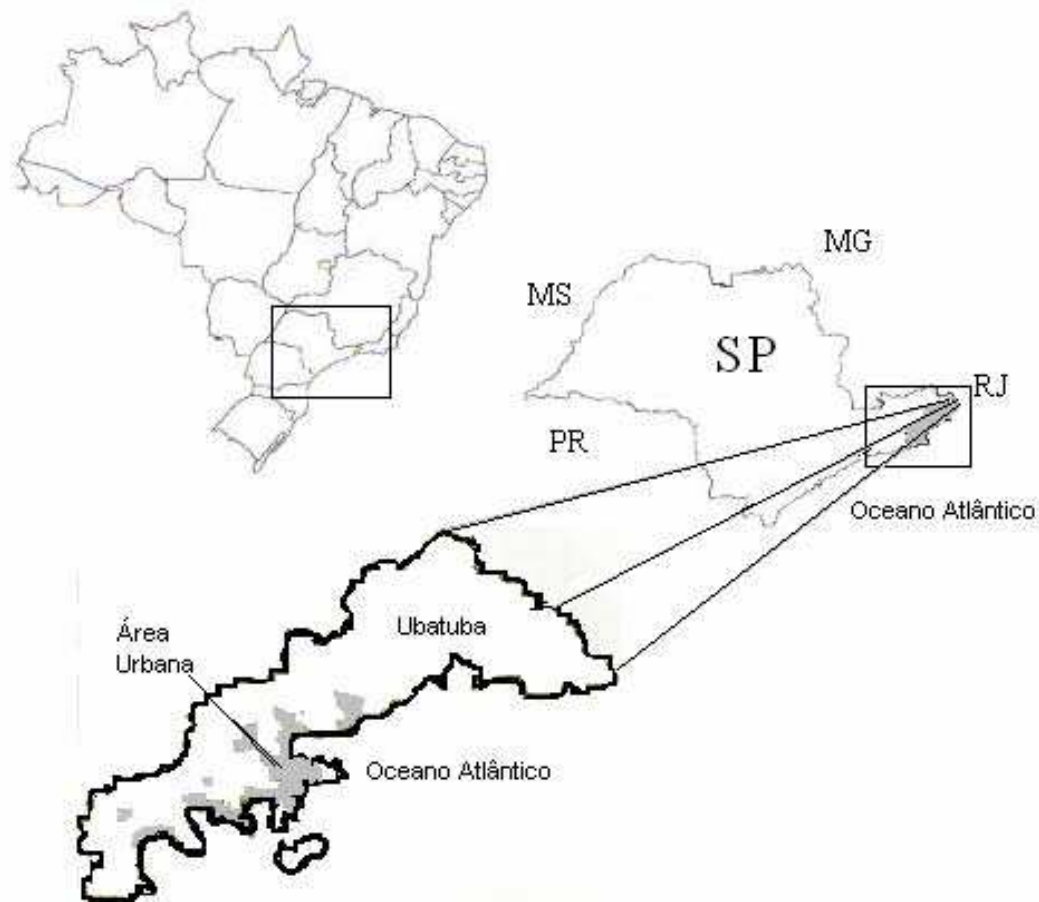 MG
MS
SP
RJ
PR
Oceano Atlântico
Ubatuba
Área
Urbana
Oceano Atlântico